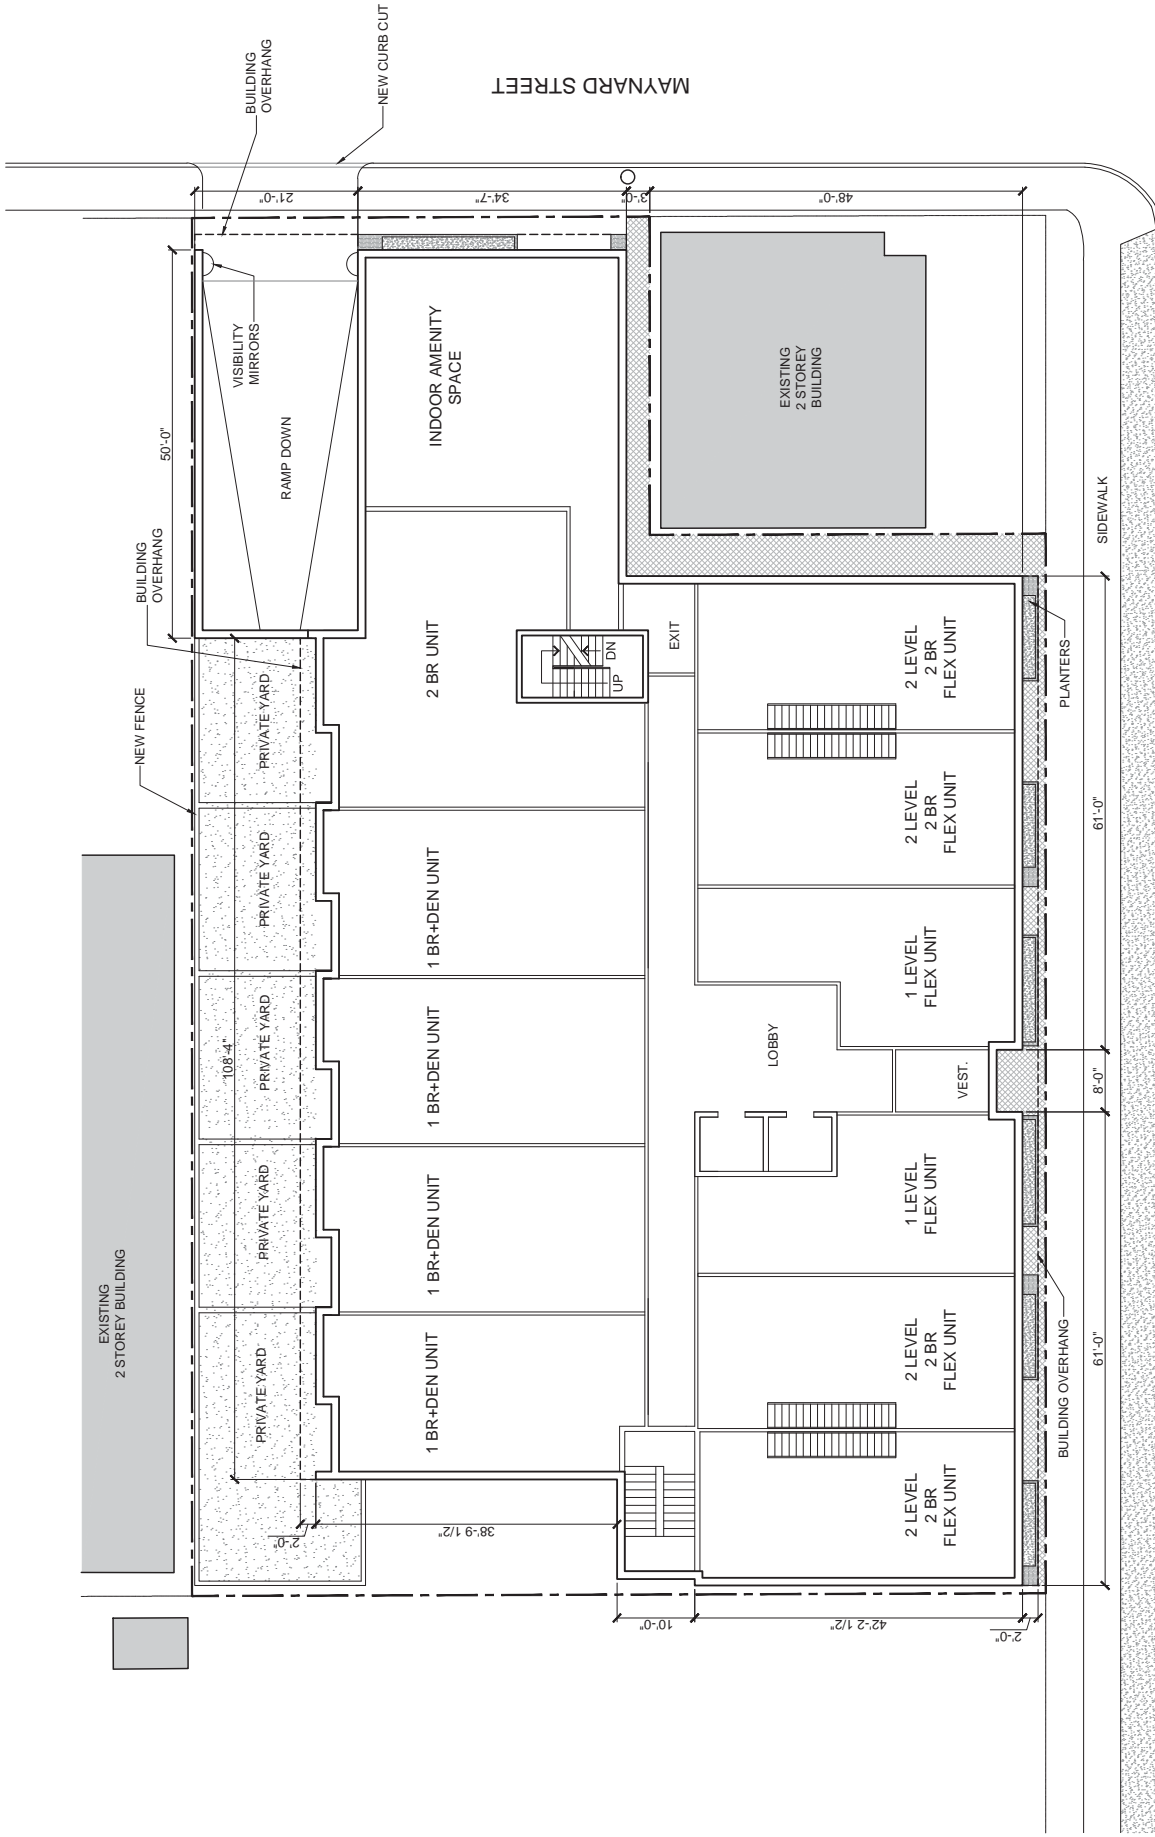 MAYNARD STREET
BUILDING
OVERHANG
NEW CURB CUT
21'-0"
34'-7"
3'-0"
48'-0"
50'-0"
VISIBILITY
MIRRORS
RAMP DOWN
INDOOR AMENITY
SPACE
EXISTING
2 STOREY
BUILDING
BUILDING
OVERHANG
NEW FENCE
SIDEWALK
PRIVATE YARD
2 BR UNIT
UP
DN
EXIT
2 LEVEL
2 BR
FLEX UNIT
PLANTERS
PRIVATE YARD
1 BR+DEN UNIT
2 LEVEL
2 BR
FLEX UNIT
61'-0"
PRIVATE YARD
108'-4"
1 BR+DEN UNIT
LOBBY
1 LEVEL
FLEX UNIT
VEST.
8'-0"
PRIVATE YARD
1 BR+DEN UNIT
1 LEVEL
FLEX UNIT
EXISTING
2 STOREY BUILDING
PRIVATE YARD
1 BR+DEN UNIT
2 LEVEL
2 BR
FLEX UNIT
BUILDING OVERHANG
61'-0"
2 LEVEL
2 BR
FLEX UNIT
2'-0"
38'-9 1/2"
10'-0"
42'-2 1/2"
2'-0"